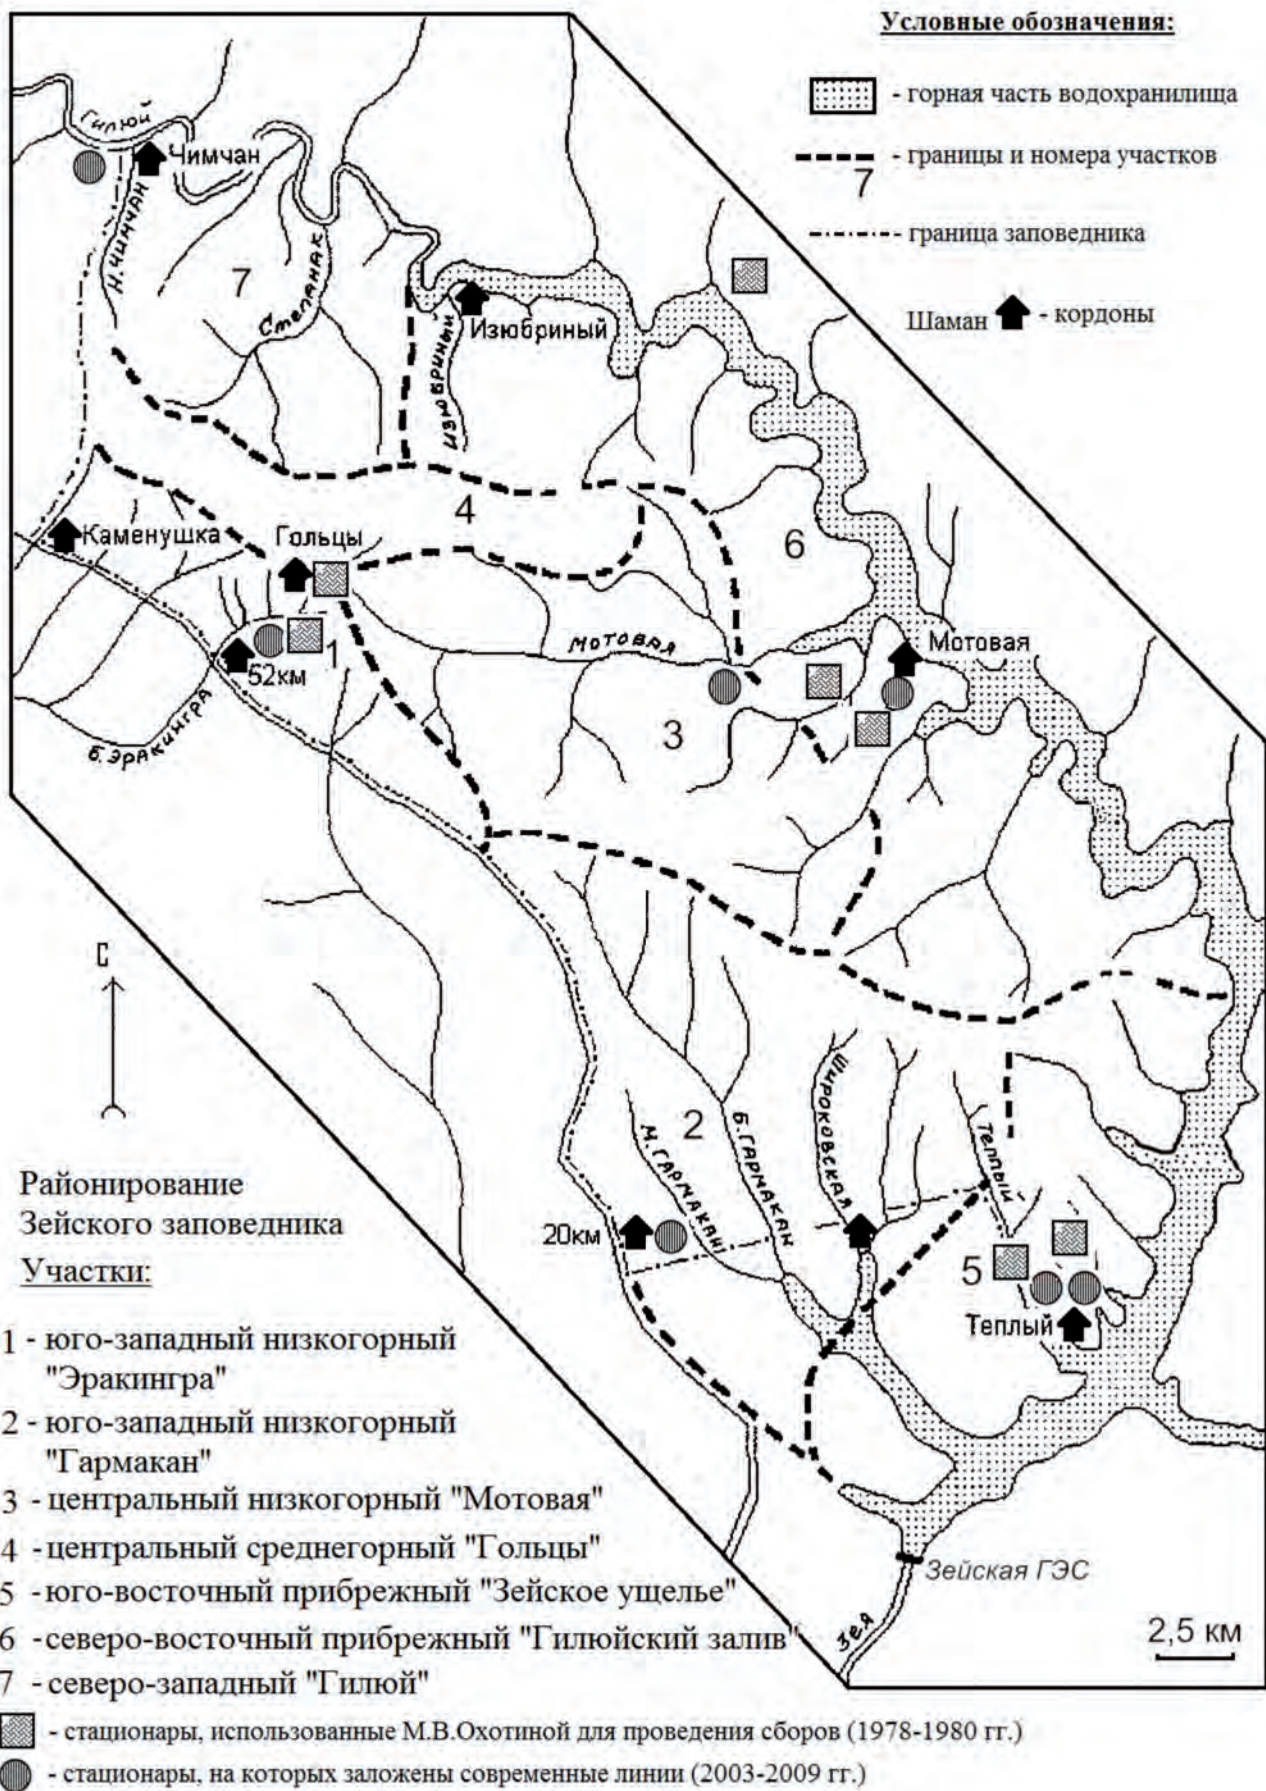 Условные обозначения:
- горная часть водохранилища
- границы и номера участков
7
- граница заповедника
Шаман - кордоны
Гилюй
Чимчан
Н.Чимчан
7
Степанак
Изюбриный
Изюбриный
4
6
Каменушка
Гольцы
Мотовая
Мотовая
1
52км
Б.Эракингра
3
С
2
М.Гармакан
Б.Гармакан
Широковская
Теплый
20км
5
Теплый
Районирование
Зейского заповедника
Участки:
1 - юго-западный низкогорный
"Эракингра"
2 - юго-западный низкогорный
"Гармакан"
3 - центральный низкогорный "Мотовая"
4 - центральный среднегорный "Гольцы"
5 - юго-восточный прибрежный "Зейское ущелье"
6 - северо-восточный прибрежный "Гилюйский залив"
7 - северо-западный "Гилюй"
Зейская ГЭС
Зея
2,5 км
- стационары, использованные М.В.Охотиной для проведения сборов (1978-1980 гг.)
- стационары, на которых заложены современные линии (2003-2009 гг.)